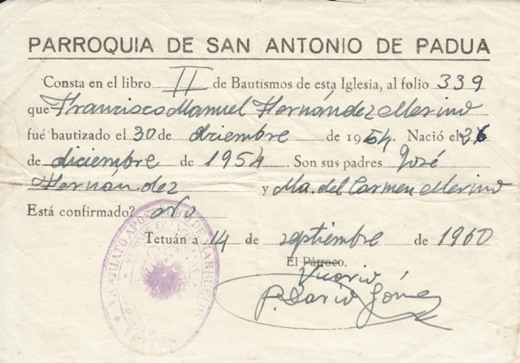 PARROQUIA DE SAN ANTONIO DE PADUA
Consta en el libro II de Bautismos de esta Iglesia, al folio 339
que Francisco Manuel Hernández Merino
fué bautizado el 30 de diciembre de 1954. Nació el 26
de diciembre de 1954. Son sus padres José
Hernández y Ma. del Carmen Merino
Está confirmado?
Tetuán a 14 de septiembre de 1960
El Párroco.
Vicario
P. Darío Gómez